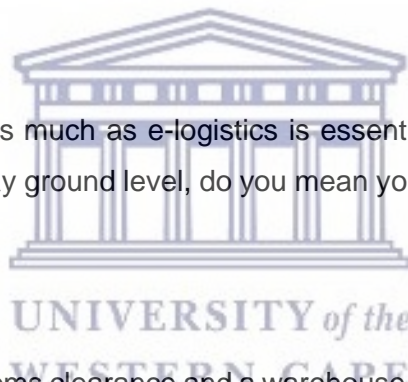 s much as e-logistics is essent
y ground level, do you mean yo
UNIVERSITY of the
WESTERN CAPE
oms clearance and a warehouse